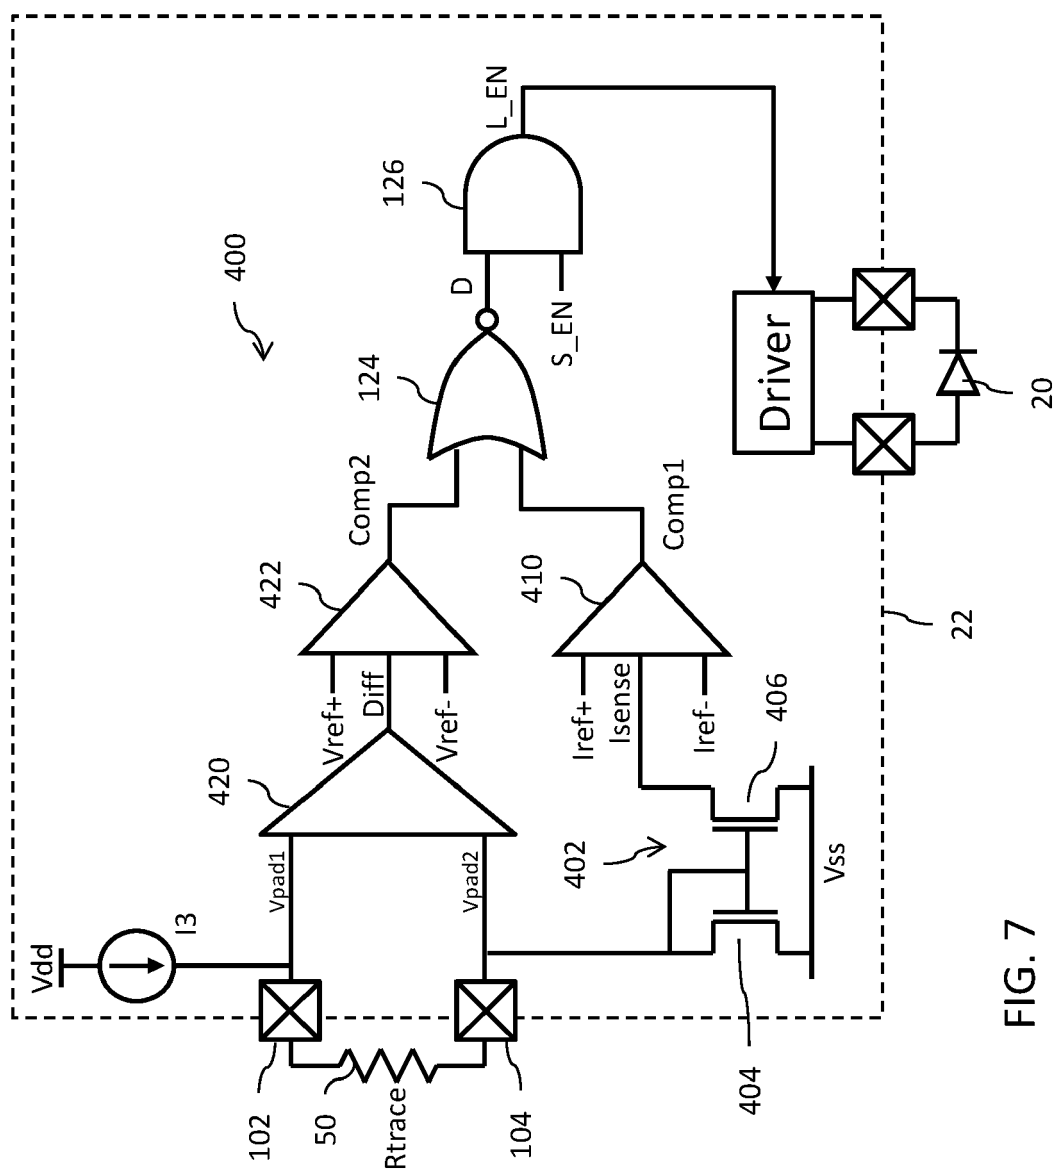 Vdd
I3
102
50
Rtrace
104
Vpad1
Vpad2
420
Vref+
Diff
Vref-
422
Comp2
402
404
406
Vss
Iref+
Isense
Iref-
410
Comp1
124
D
S_EN
126
L_EN
400
Driver
20
22
FIG. 7